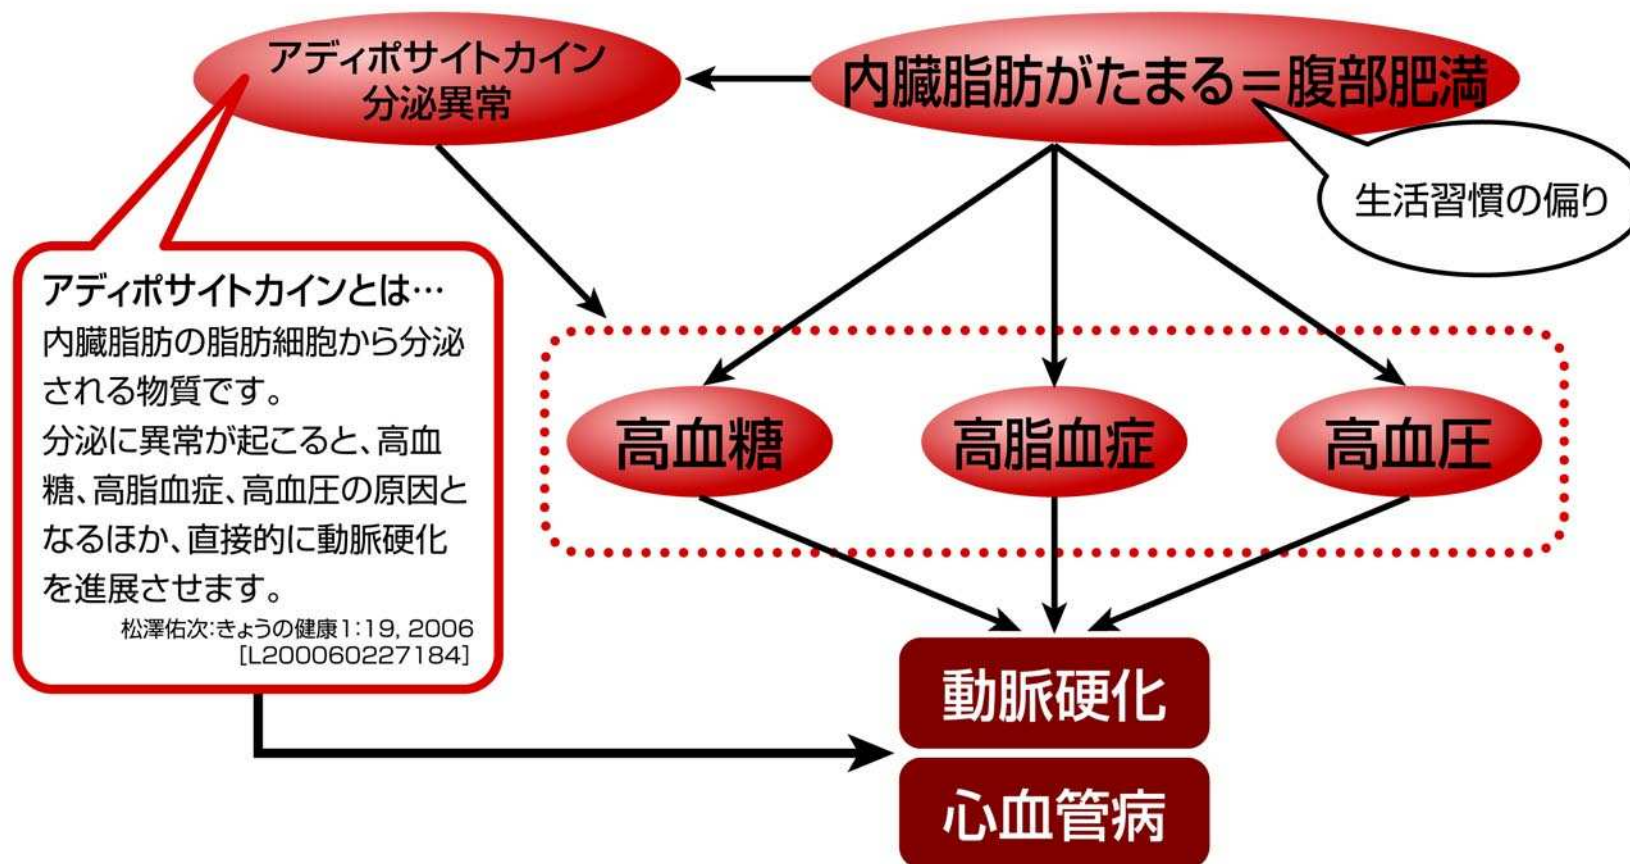 アディポサイトカイン
分泌異常
内臓脂肪がたまる＝腹部肥満
生活習慣の偏り
アディポサイトカインとは…
内臓脂肪の脂肪細胞から分泌
される物質です。
分泌に異常が起こると、高血
糖、高脂血症、高血圧の原因と
なるほか、直接的に動脈硬化
を進展させます。
松澤佑次:きょうの健康1:19, 2006
[L200060227184]
高血糖
高脂血症
高血圧
動脈硬化
心血管病